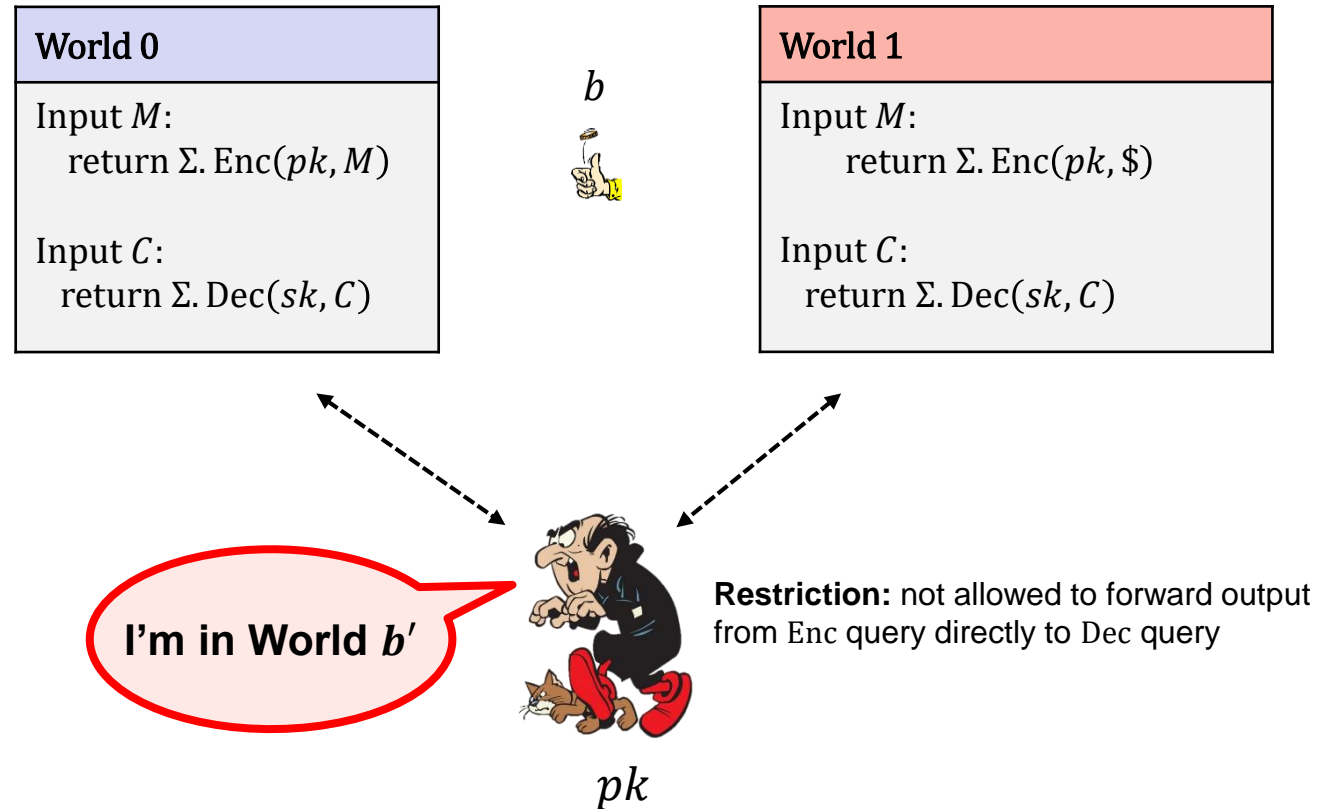 World 0
Input M:
return Σ. Enc(pk, M)
Input C:
return Σ. Dec(sk, C)
b
World 1
Input M:
return Σ. Enc(pk, $)
Input C:
return Σ. Dec(sk, C)
I'm in World b′
Restriction: not allowed to forward output
from Enc query directly to Dec query
pk